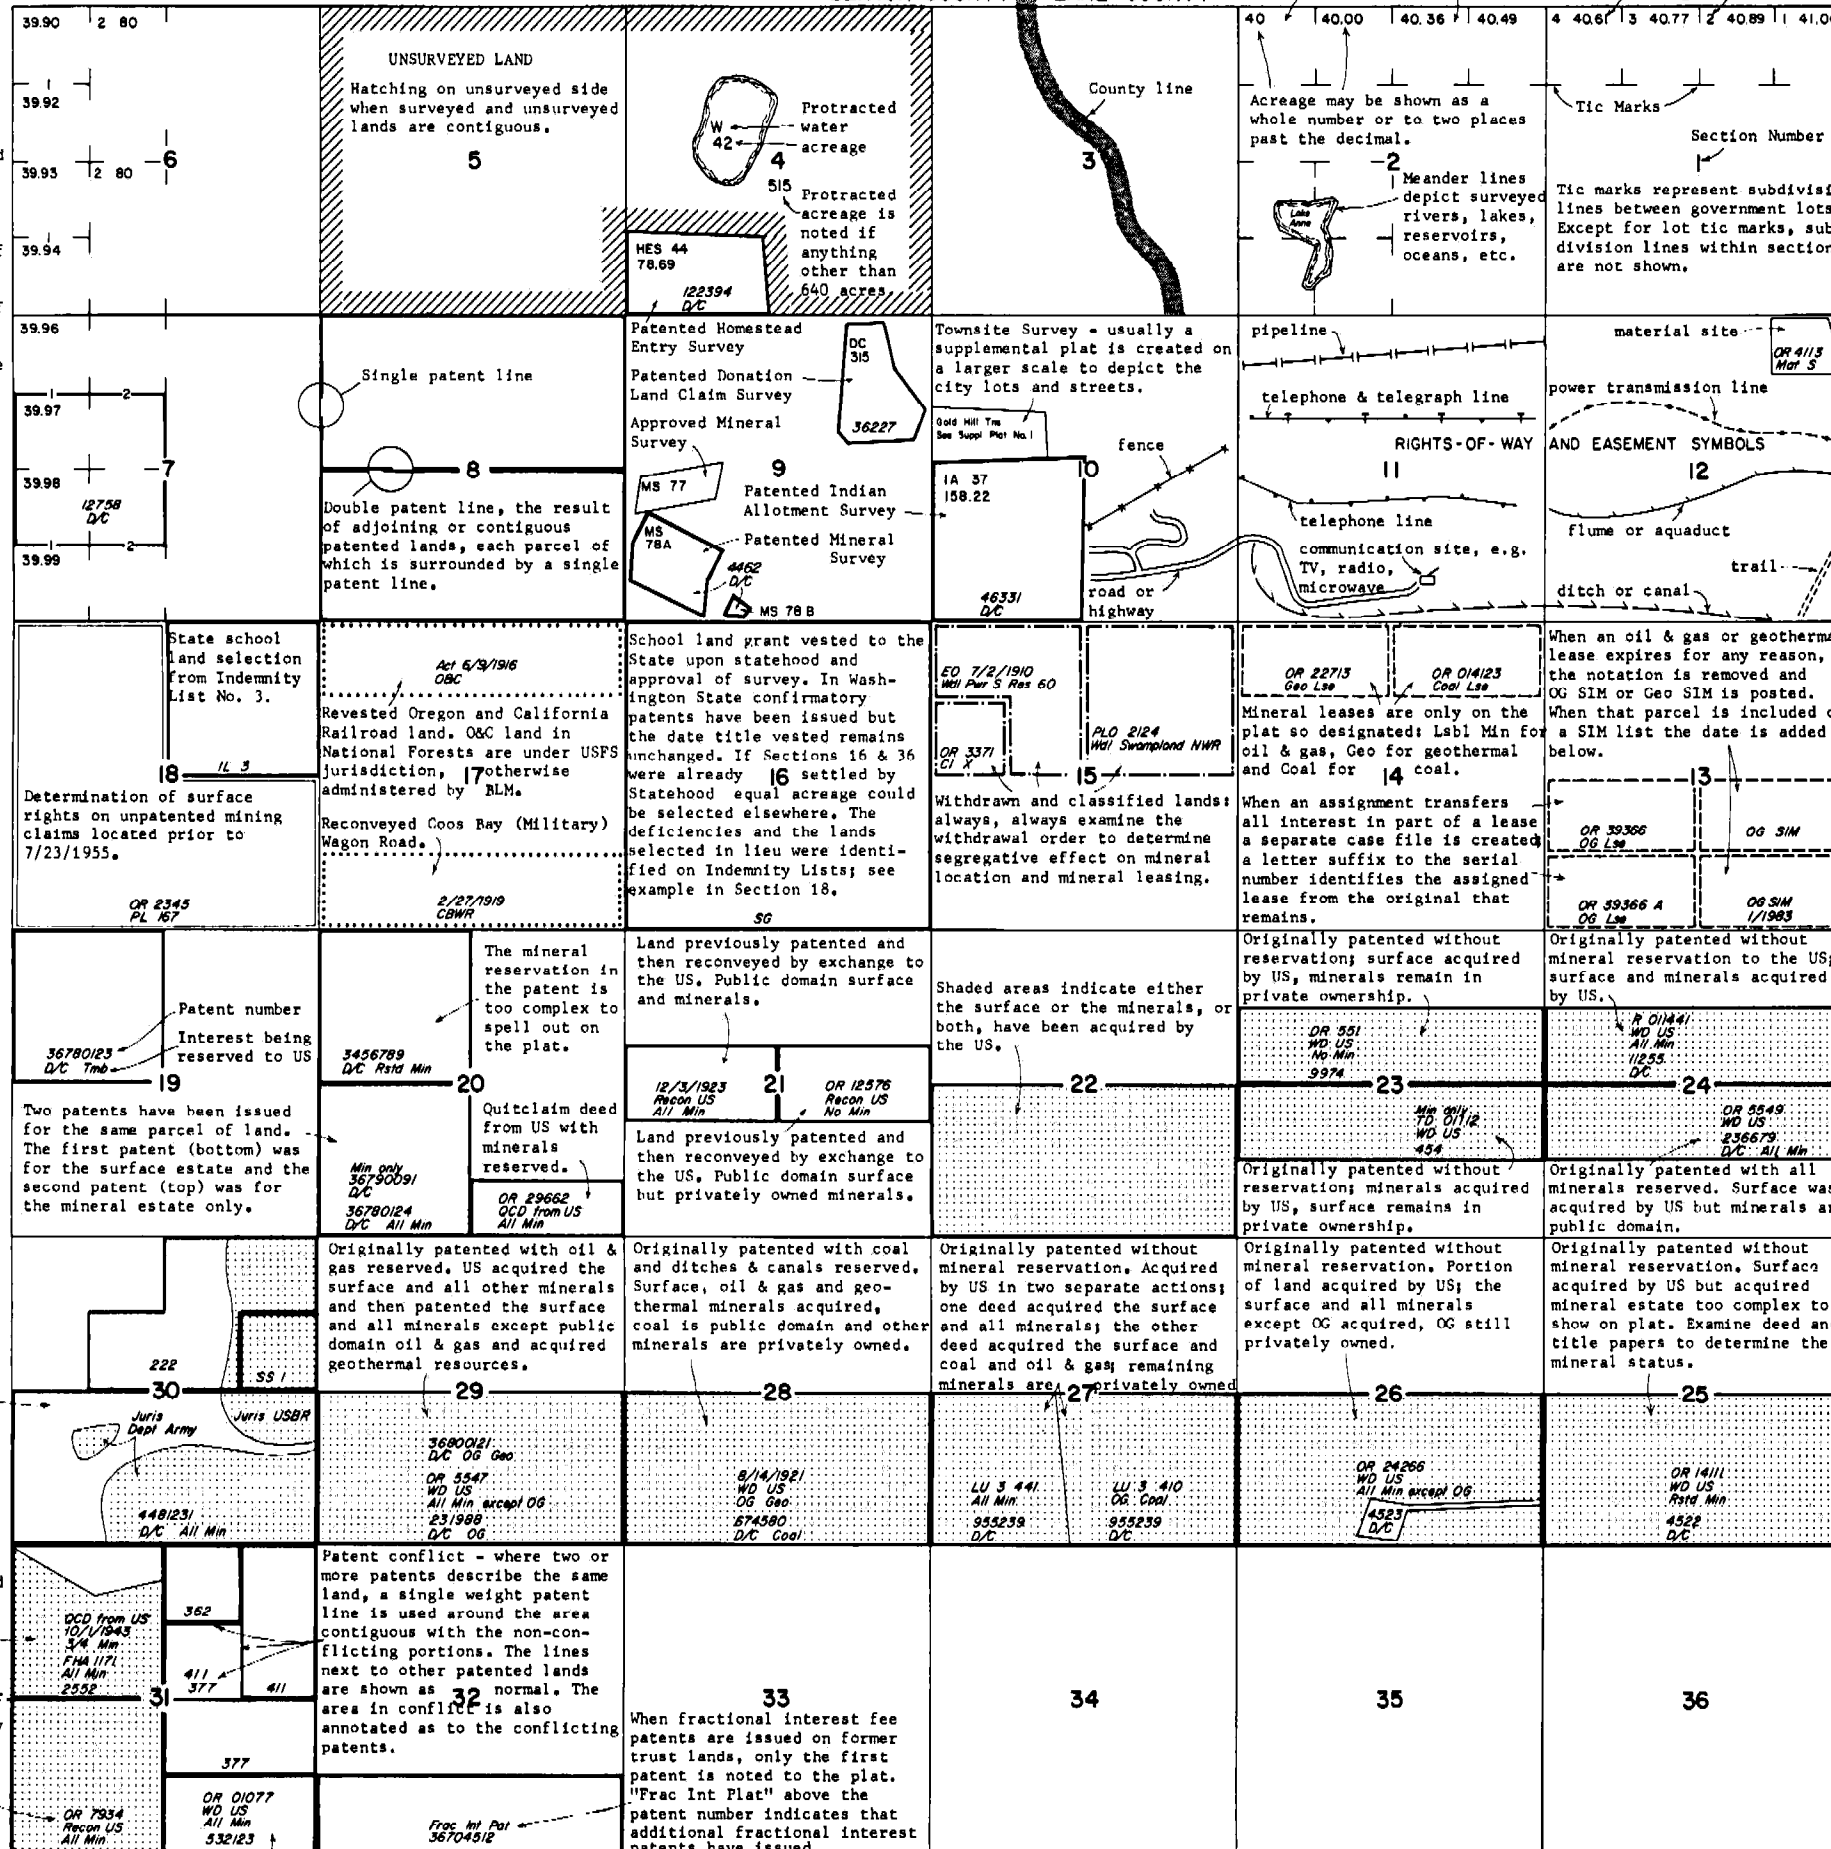 39.90 2 80
1
39.92
39.93 2 80
6
39.94
UNSURVEYED LAND
Hatching on unsurveyed side
when surveyed and unsurveyed
lands are contiguous.
5
Protracted
water
acreage
W
42
4
515
Protracted
acreage is
noted if
anything
other than
640 acres.
HES 44
78.69
122394
D/C
County line
3
40 40.00 40.36 40.49
Acreage may be shown as a
whole number or to two places
past the decimal.
2
Meander lines
depict surveyed
rivers, lakes,
reservoirs,
oceans, etc.
Lake
Anne
4 40.61 3 40.77 2 40.89 1
Tic Marks
Section Number
1
Tic marks represent
lines between government lots
Except for lot tic marks,
division lines within section
are not shown.
39.96
1 2
39.97
7
39.98
12758
D/C
1 2
39.99
Single patent line
8
Double patent line, the result
of adjoining or contiguous
patented lands, each parcel of
which is surrounded by a single
patent line.
Patented Homestead
Entry Survey
Patented Donation
Land Claim Survey
Approved Mineral
Survey
DC
315
36227
9
MS 77
Patented Indian
Allotment Survey
MS
78A
Patented Mineral
Survey
4462
D/C
MS 78 B
Townsite Survey - usually a
supplemental plat is created on
a larger scale to depict the
city lots and streets.
Gold Hill Tns
See Suppl Plat No. 1
fence
10
IA 37
158.22
46331
D/C
road or
highway
pipeline
telephone & telegraph line
RIGHTS-OF-WAY AND EASEMENT SYMBOLS
11
telephone line
communication site, e.g.
TV, radio,
microwave
material site
OR 4113
Mat S
power transmission line
12
flume or aquaduct
trail
ditch or canal
State school
land selection
from Indemnity
List No. 3.
18
IL 3
Determination of surface
rights on unpatented mining
claims located prior to
7/23/1955.
OR 2345
PL 167
Act 6/9/1916
O&C
Revested Oregon and California
Railroad land. O&C land in
National Forests are under USFS
jurisdiction, 17 otherwise
administered by BLM.
Reconveyed Coos Bay (Military)
Wagon Road.
2/27/1919
CBWR
School land grant vested to the
State upon statehood and
approval of survey. In Wash-
ington State confirmatory
patents have been issued but
the date title vested remains
unchanged. If Sections 16 & 36
were already 16 settled by
Statehood equal acreage could
be selected elsewhere. The
deficiencies and the lands
selected in lieu were identi-
fied on Indemnity Lists; see
example in Section 18.
SG
EO 7/2/1910
Wdl Pwr S Res 60
OR 3371
Cl X
PLO 2124
Wdl Swampland NWR
15
Withdrawn and classified lands:
always, always examine the
withdrawal order to determine
segregative effect on mineral
location and mineral leasing.
OR 22713
Geo Lse
OR 014123
Coal Lse
Mineral leases are only on the
plat so designated: Lsbl Min for
oil & gas, Geo for geothermal
and Coal for 14 coal.
When an assignment transfers
all interest in part of a lease
a separate case file is created;
a letter suffix to the serial
number identifies the assigned
lease from the original that
remains.
When an oil & gas or
lease expires for any reason,
the notation is removed and
OG SIM or Geo SIM is posted.
When that parcel is included
a SIM list the date is added
below.
13
OR 39366
OG Lse
OG SIM
OR 39366 A
OG Lse
OG SIM
1/1983
Patent number
Interest being
reserved to US
36780123
D/C Tmb
19
Two patents have been issued
for the same parcel of land.
The first patent (bottom) was
for the surface estate and the
second patent (top) was for
the mineral estate only.
The mineral
reservation in
the patent is
too complex to
spell out on
the plat.
3456789
D/C Rstd Min
20
Quitclaim deed
from US with
minerals
reserved.
Min only
36790091
D/C
36780124
D/C All Min
OR 29662
QCD from US
All Min
Land previously patented and
then reconveyed by exchange to
the US. Public domain surface
and minerals.
12/3/1923
Recon US
All Min
21
OR 12576
Recon US
No Min
Land previously patented and
then reconveyed by exchange to
the US. Public domain surface
but privately owned minerals.
Shaded areas indicate either
the surface or the minerals, or
both, have been acquired by
the US.
22
Originally patented without
reservation; surface acquired
by US, minerals remain in
private ownership.
OR 551
WD US
No Min
9974
23
Min only
TD 01112
WD US
454
Originally patented without
reservation; minerals acquired
by US, surface remains in
private ownership.
Originally patented without
mineral reservation to the US;
surface and minerals acquired
by US.
R 011441
WD US
All Min
11255
D/C
24
OR 5549
WD US
236679
D/C All Min
Originally patented with all
minerals reserved. Surface was
acquired by US but minerals
public domain.
222
SS 1
30
Juris
Dept Army
Juris USBR
4481231
D/C All Min
Originally patented with oil &
gas reserved. US acquired the
surface and all other minerals
and then patented the surface
and all minerals except public
domain oil & gas and acquired
geothermal resources.
29
36800121
D/C OG Geo
OR 5547
WD US
All Min except OG
231988
D/C OG
Originally patented with coal
and ditches & canals reserved.
Surface, oil & gas and geo-
thermal minerals acquired,
coal is public domain and other
minerals are privately owned.
28
8/14/1921
WD US
OG Geo
674580
D/C Coal
Originally patented without
mineral reservation. Acquired
by US in two separate actions;
one deed acquired the surface
and all minerals; the other
deed acquired the surface and
coal and oil & gas; remaining
minerals are 27 privately owned
LU 3 441
All Min
955239
D/C
LU 3 410
OG Coal
955239
D/C
Originally patented without
mineral reservation. Portion
of land acquired by US; the
surface and all minerals
except OG acquired, OG still
privately owned.
26
OR 24266
WD US
All Min except OG
4523
D/C
Originally patented without
mineral reservation. Surface
acquired by US but acquired
mineral estate too complex to
show on plat. Examine deed
title papers to determine the
mineral status.
25
OR 14111
WD US
Rstd Min
4522
D/C
QCD from US
10/1/1943
3/4 Min
FHA 1171
All Min
2552
362
411
377
411
31
377
OR 7934
Recon US
All Min
OR 01077
WD US
All Min
532123
Patent conflict - where two or
more patents describe the same
land, a single weight patent
line is used around the area
contiguous with the non-con-
flicting portions. The lines
next to other patented lands
are shown as normal. The
32
area in conflict is also
annotated as to the conflicting
patents.
Frac Int Pat
36704512
33
When fractional interest fee
patents are issued on former
trust lands, only the first
patent is noted to the plat.
"Frac Int Plat" above the
patent number indicates that
additional fractional interest
patents have issued
34
35
36